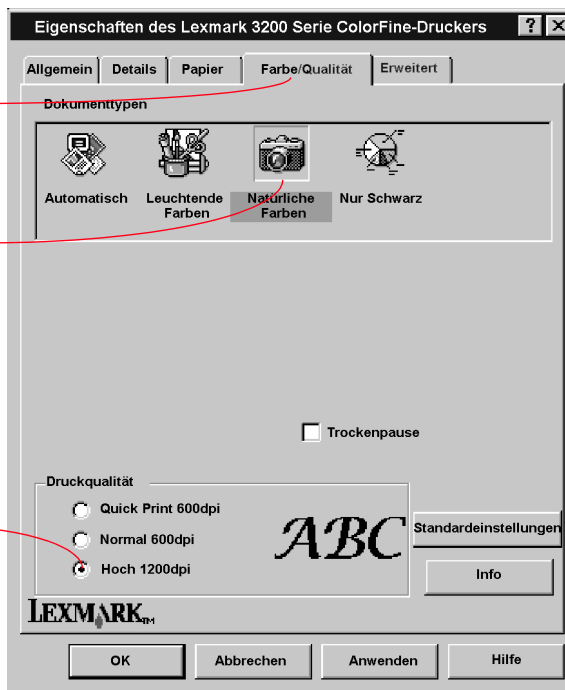 Eigenschaften des Lexmark 3200 Serie ColorFine-Druckers ? X
Allgemein Details Papier Farbe/Qualität Erweitert
Dokumenttypen
Automatisch Leuchtende Farben Natürliche Farben Nur Schwarz
Trockenpause
Druckqualität
Quick Print 600dpi
Normal 600dpi
Hoch 1200dpi
ABC
Standardeinstellungen
Info
LEXMARK TM
OK Abbrechen Anwenden Hilfe